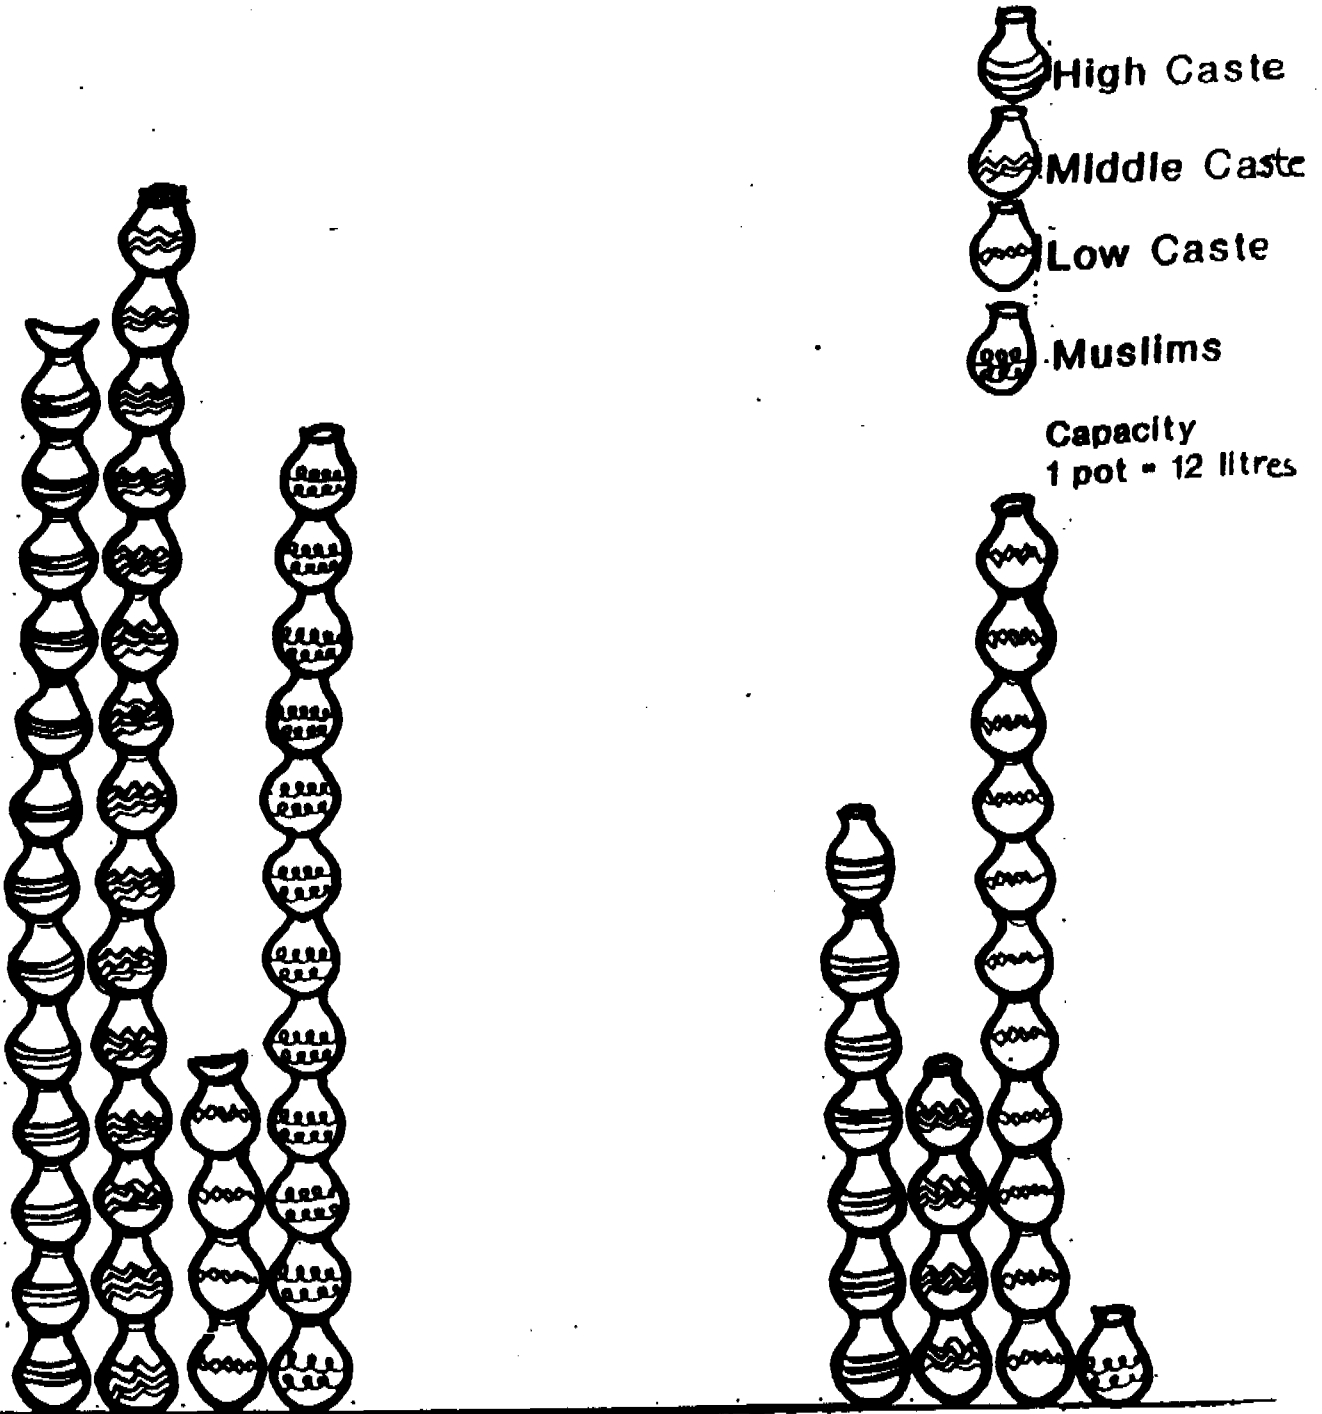 High Caste
Middle Caste
Low Caste
Muslims
Capacity
1 pot = 12 litres